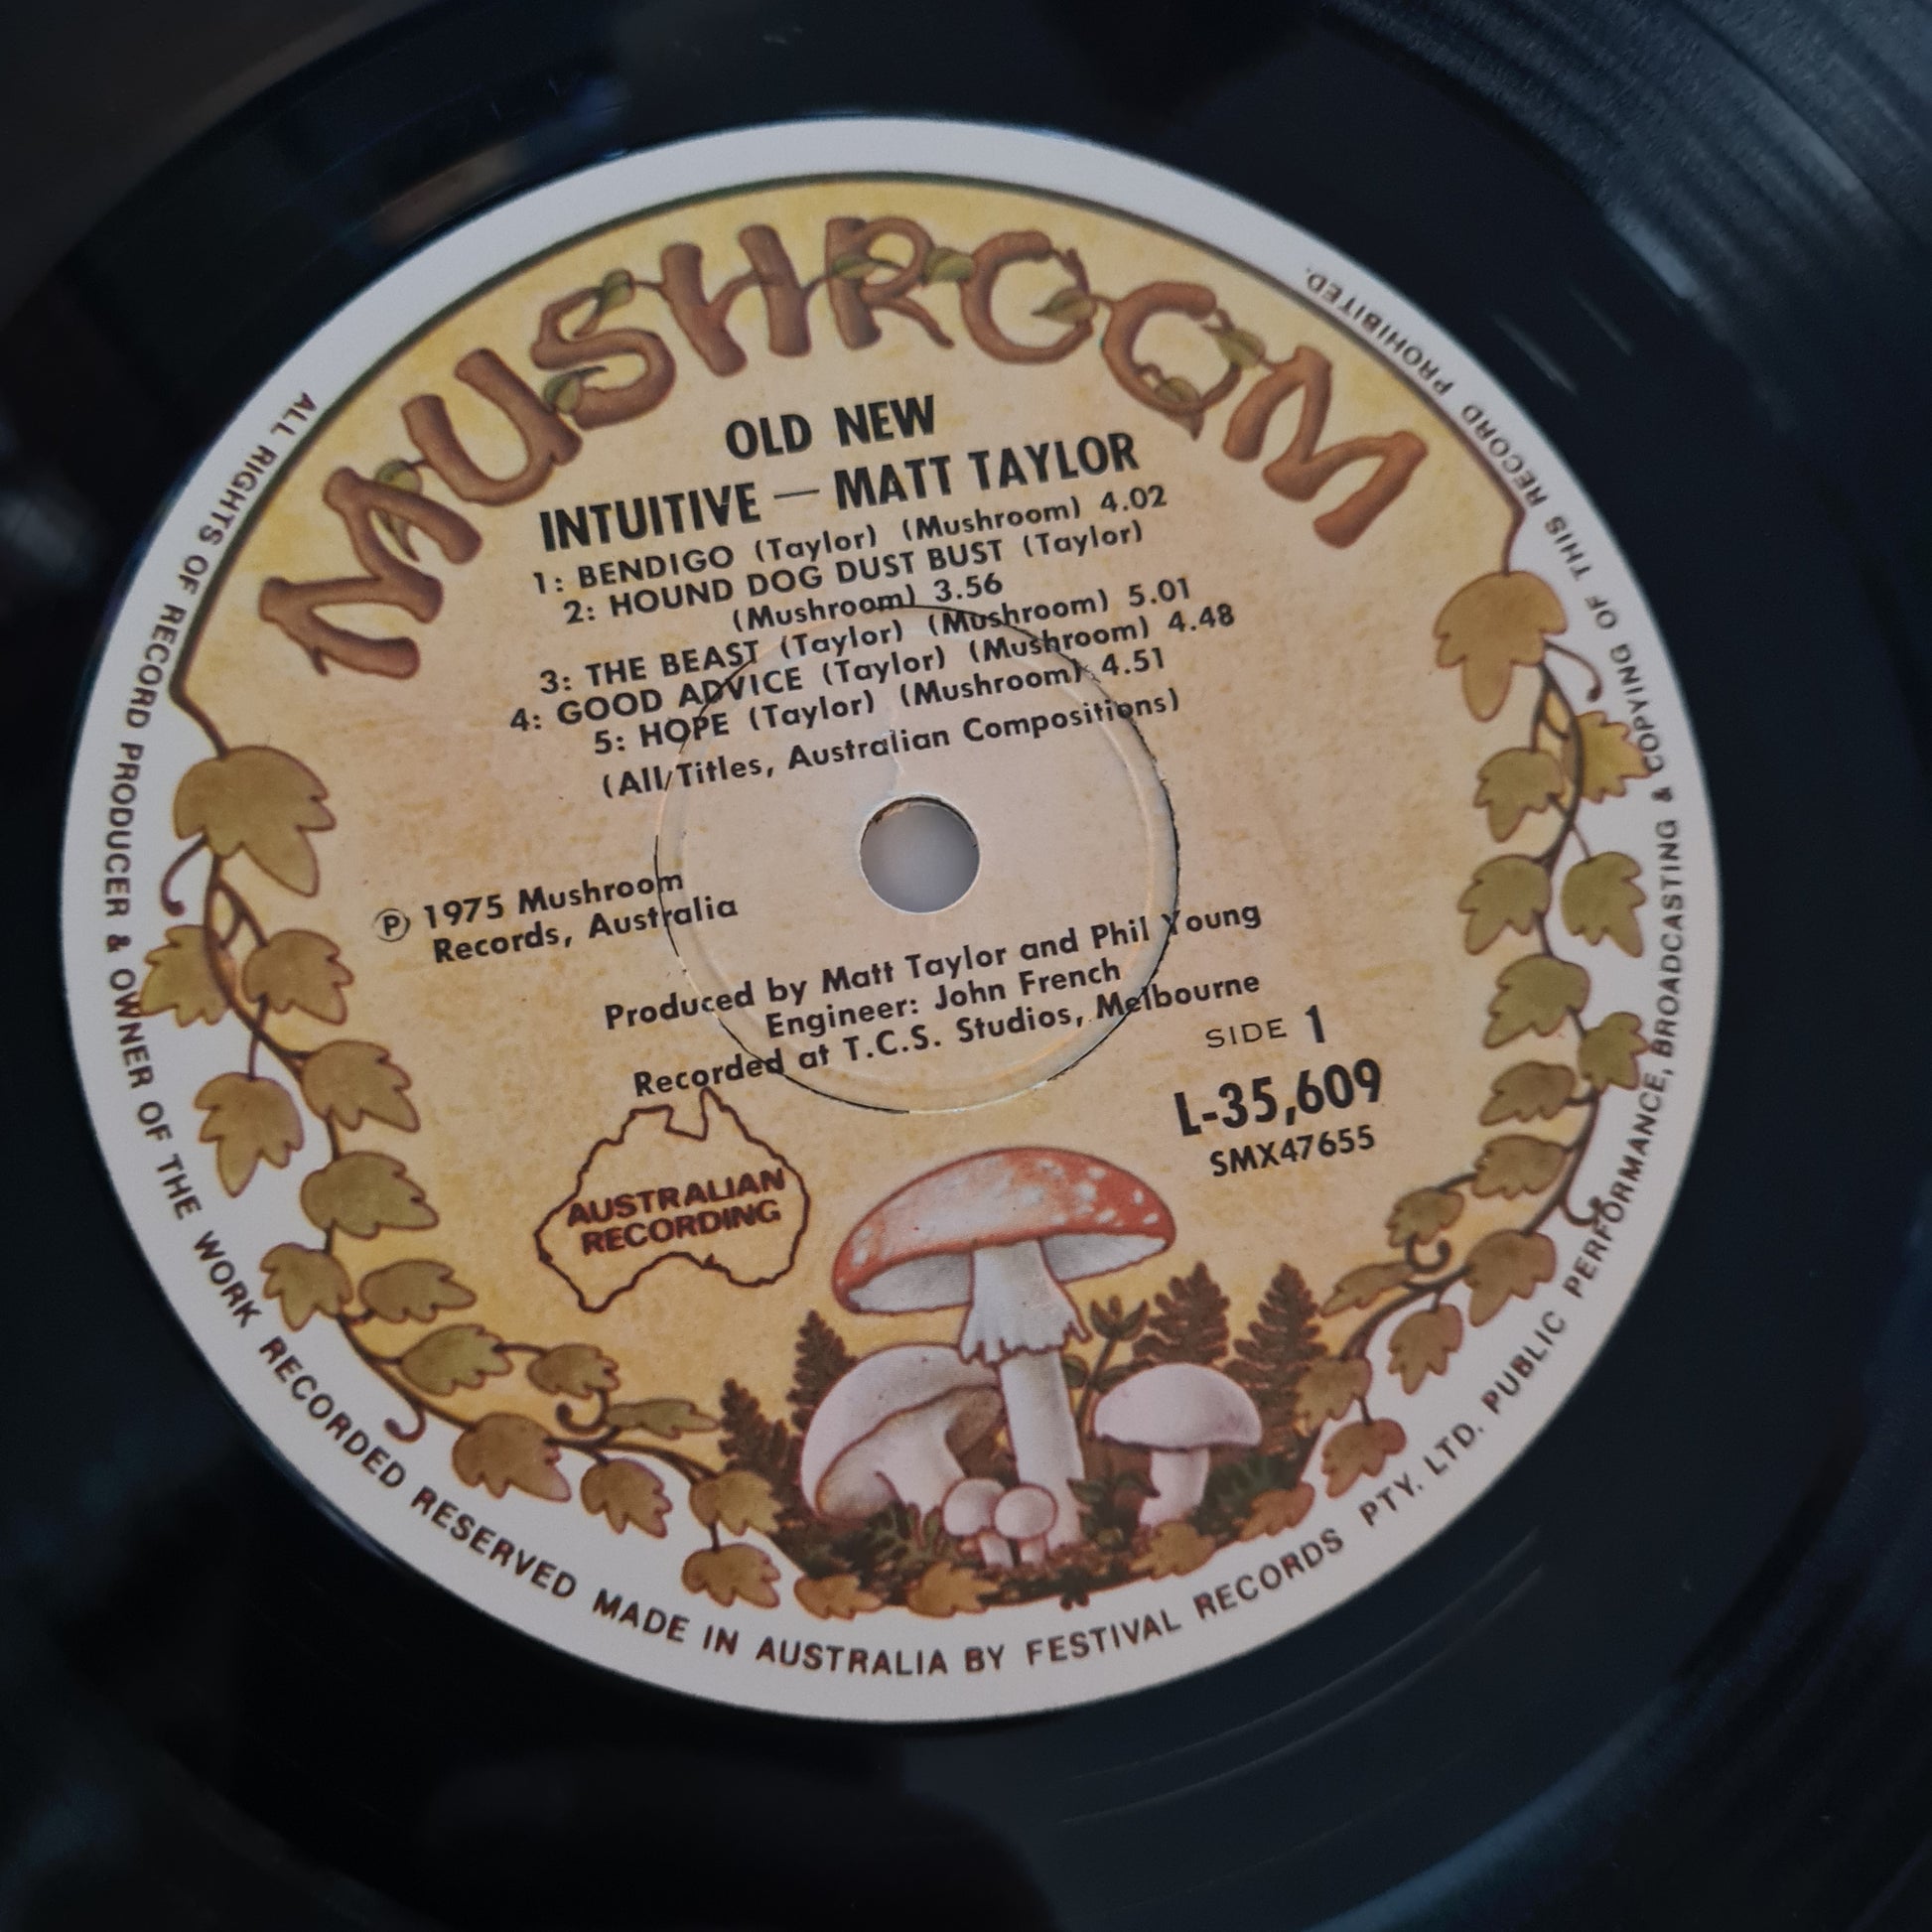 MUSHROOM
OLD NEW
INTUITIVE — MATT TAYLOR
1: BENDIGO (Taylor) (Mushroom) 4.02
2: HOUND DOG DUST BUST (Taylor)
(Mushroom) 3.56
3: THE BEAST (Taylor) (Mushroom) 5.01
4: GOOD ADVICE (Taylor) (Mushroom) 4.48
5: HOPE (Taylor) (Mushroom) 4.51
(All Titles, Australian Compositions)
Ⓟ 1975 Mushroom
Records, Australia
Produced by Matt Taylor and Phil Young
Engineer: John French
Recorded at T.C.S. Studios, Melbourne
SIDE 1
L-35,609
SMX47655
AUSTRALIAN
RECORDING
ALL RIGHTS OF RECORD PRODUCER & OWNER OF THE WORK RECORDED RESERVED MADE IN AUSTRALIA BY FESTIVAL RECORDS PTY. LTD. PUBLIC PERFORMANCE, BROADCASTING & COPYING OF THIS RECORD PROHIBITED.